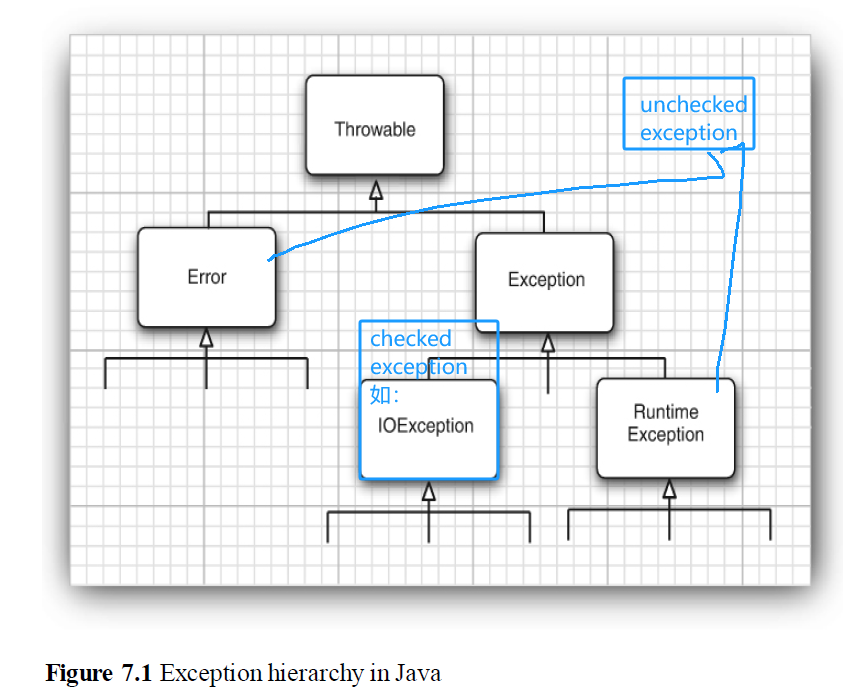 Throwable
unchecked
exception
Error
Exception
checked
exception
如：
IOException
Runtime
Exception
Figure 7.1 Exception hierarchy in Java